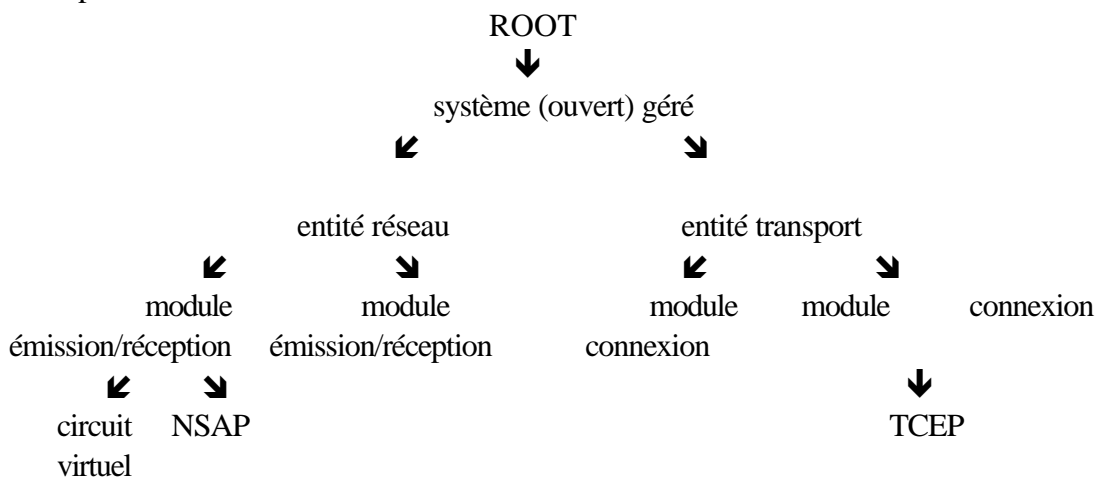 ROOT
système (ouvert) géré
entité réseau entité transport
module module module module connexion
émission/réception émission/réception connexion
circuit NSAP TCEP
virtuel